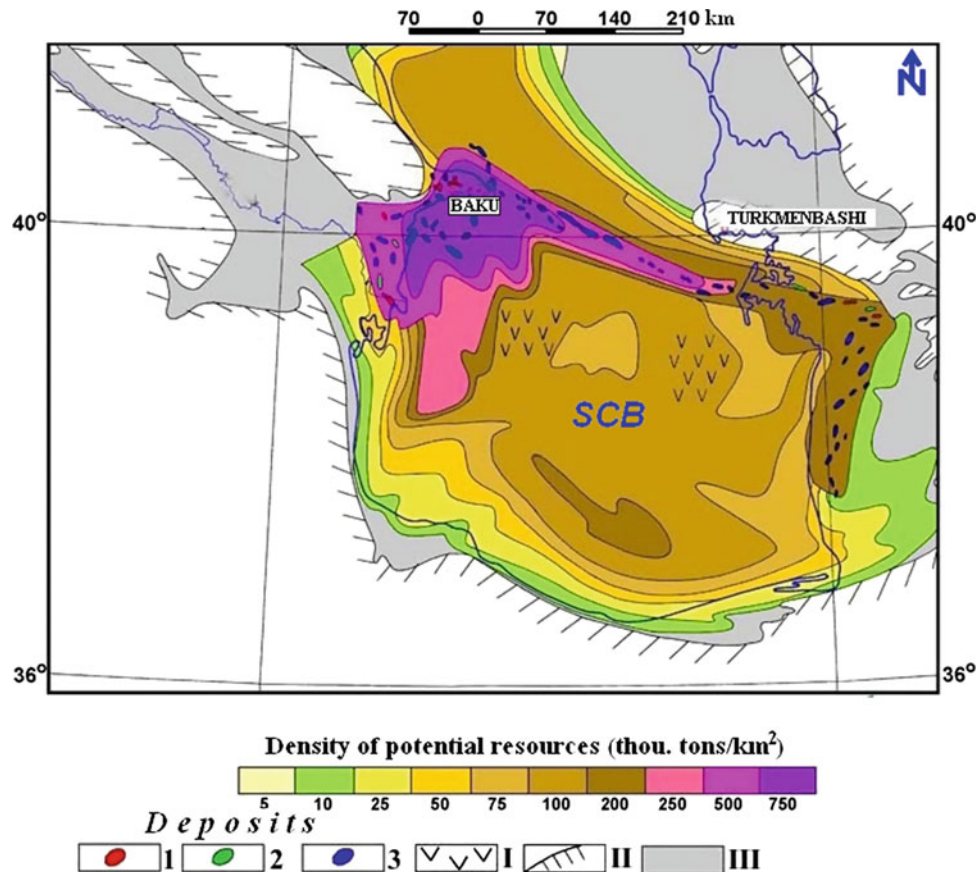 70 0 70 140 210 km
N
BAKU
TURKMENBASHI
40° 40°
SCB
36° 36°
Density of potential resources (thou. tons/km²)
5 10 25 50 75 100 200 250 500 750
Deposits
1 2 3 I II III